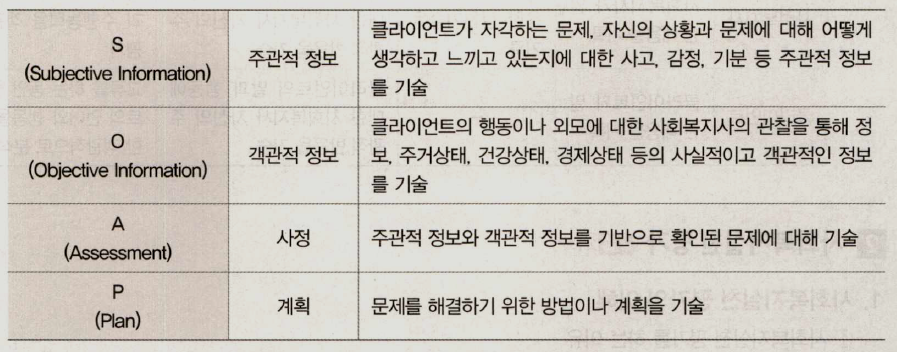 S
(Subjective Information)
주관적 정보
클라이언트가 자각하는 문제, 자신의 상황과 문제에 대해 어떻게
생각하고 느끼고 있는지에 대한 사고, 감정, 기분 등 주관적 정보
를 기술
O
(Objective Information)
객관적 정보
클라이언트의 행동이나 외모에 대한 사회복지사의 관찰을 통해 정
보, 주거상태, 건강상태, 경제상태 등의 사실적이고 객관적인 정보
를 기술
A
(Assessment)
사정
주관적 정보와 객관적 정보를 기반으로 확인된 문제에 대해 기술
P
(Plan)
계획
문제를 해결하기 위한 방법이나 계획을 기술